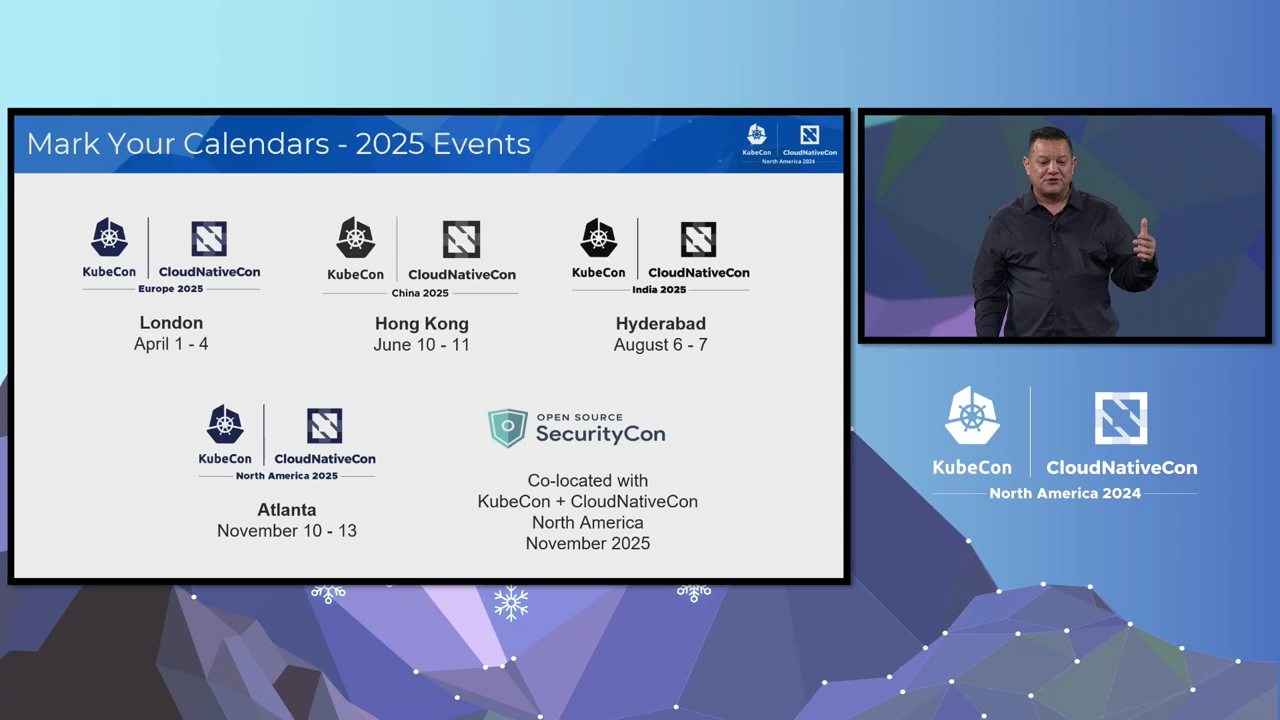 Mark Your Calendars - 2025 Events
KubeCon
CloudNativeCon
North America 2024
KubeCon
CloudNativeCon
Europe 2025
London
April 1 - 4
KubeCon
CloudNativeCon
China 2025
Hong Kong
June 10 - 11
KubeCon
CloudNativeCon
India 2025
Hyderabad
August 6 - 7
KubeCon
CloudNativeCon
North America 2025
Atlanta
November 10 - 13
OPEN SOURCE
SecurityCon
Co-located with
KubeCon + CloudNativeCon
North America
November 2025
KubeCon
CloudNativeCon
North America 2024